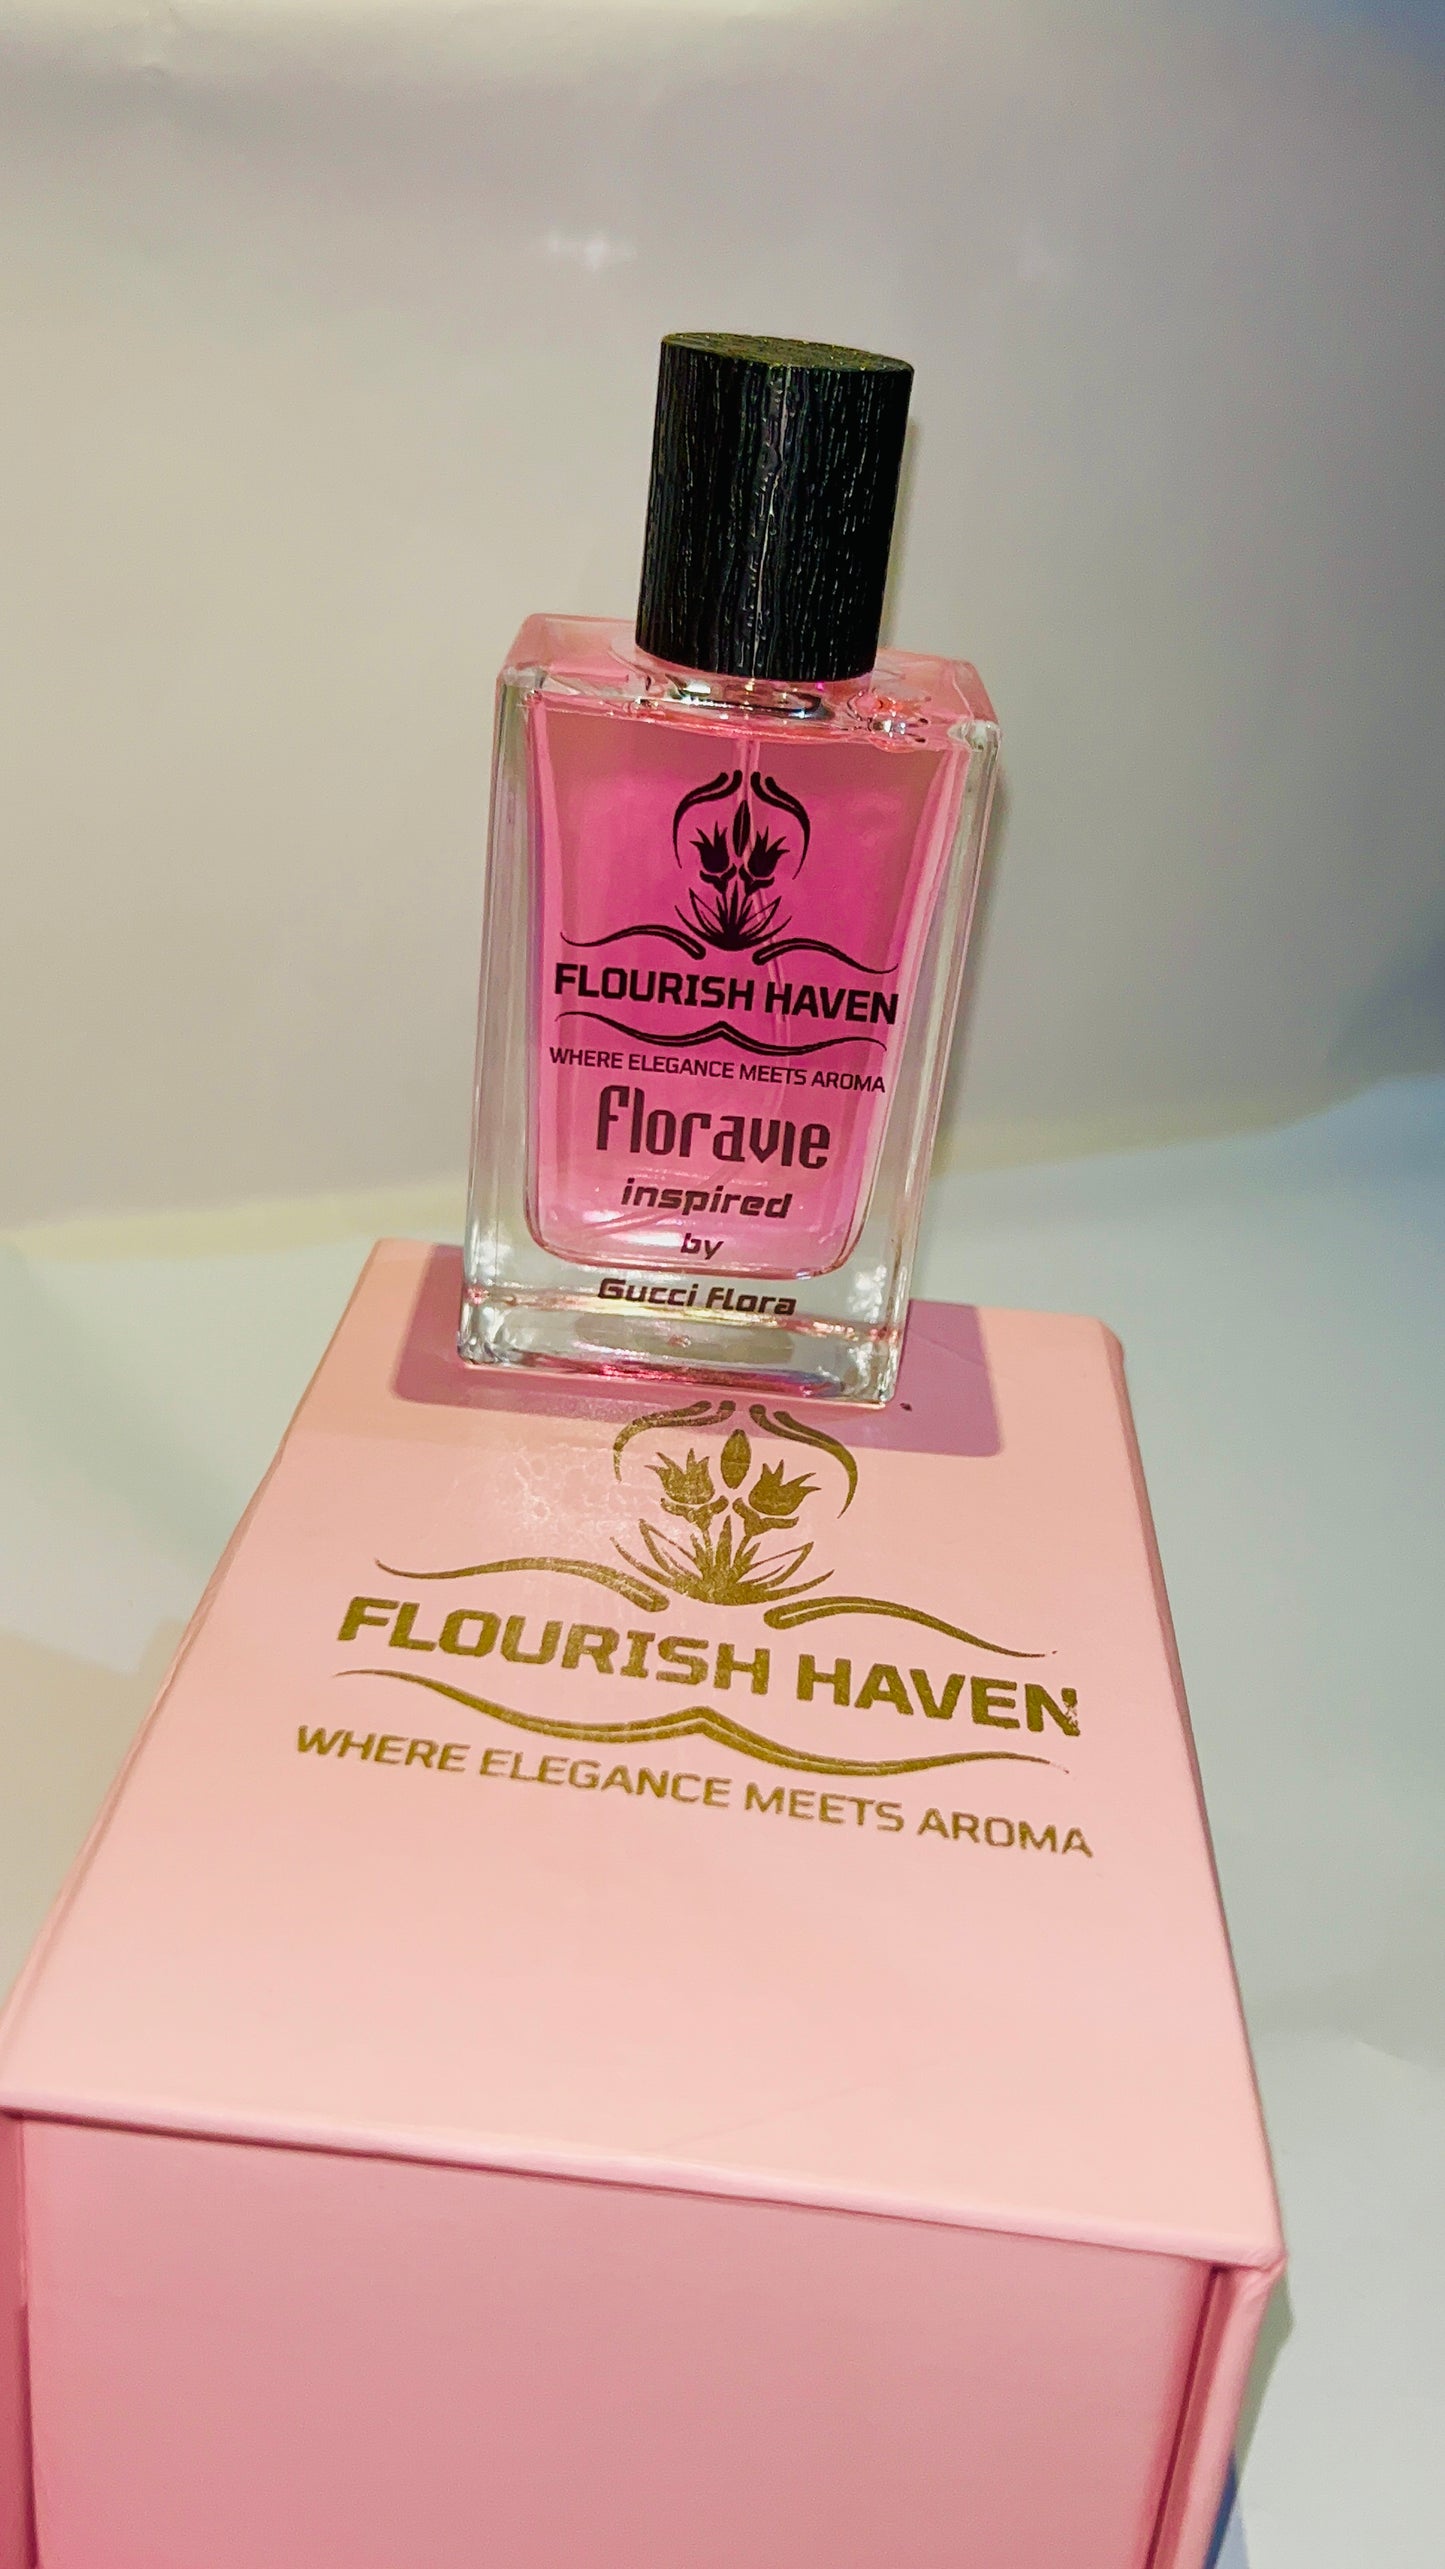 FLOURISH HAVEN
WHERE ELEGANCE MEETS AROMA
floravie
inspired
by
Gucci flora
FLOURISH HAVEN
WHERE ELEGANCE MEETS AROMA